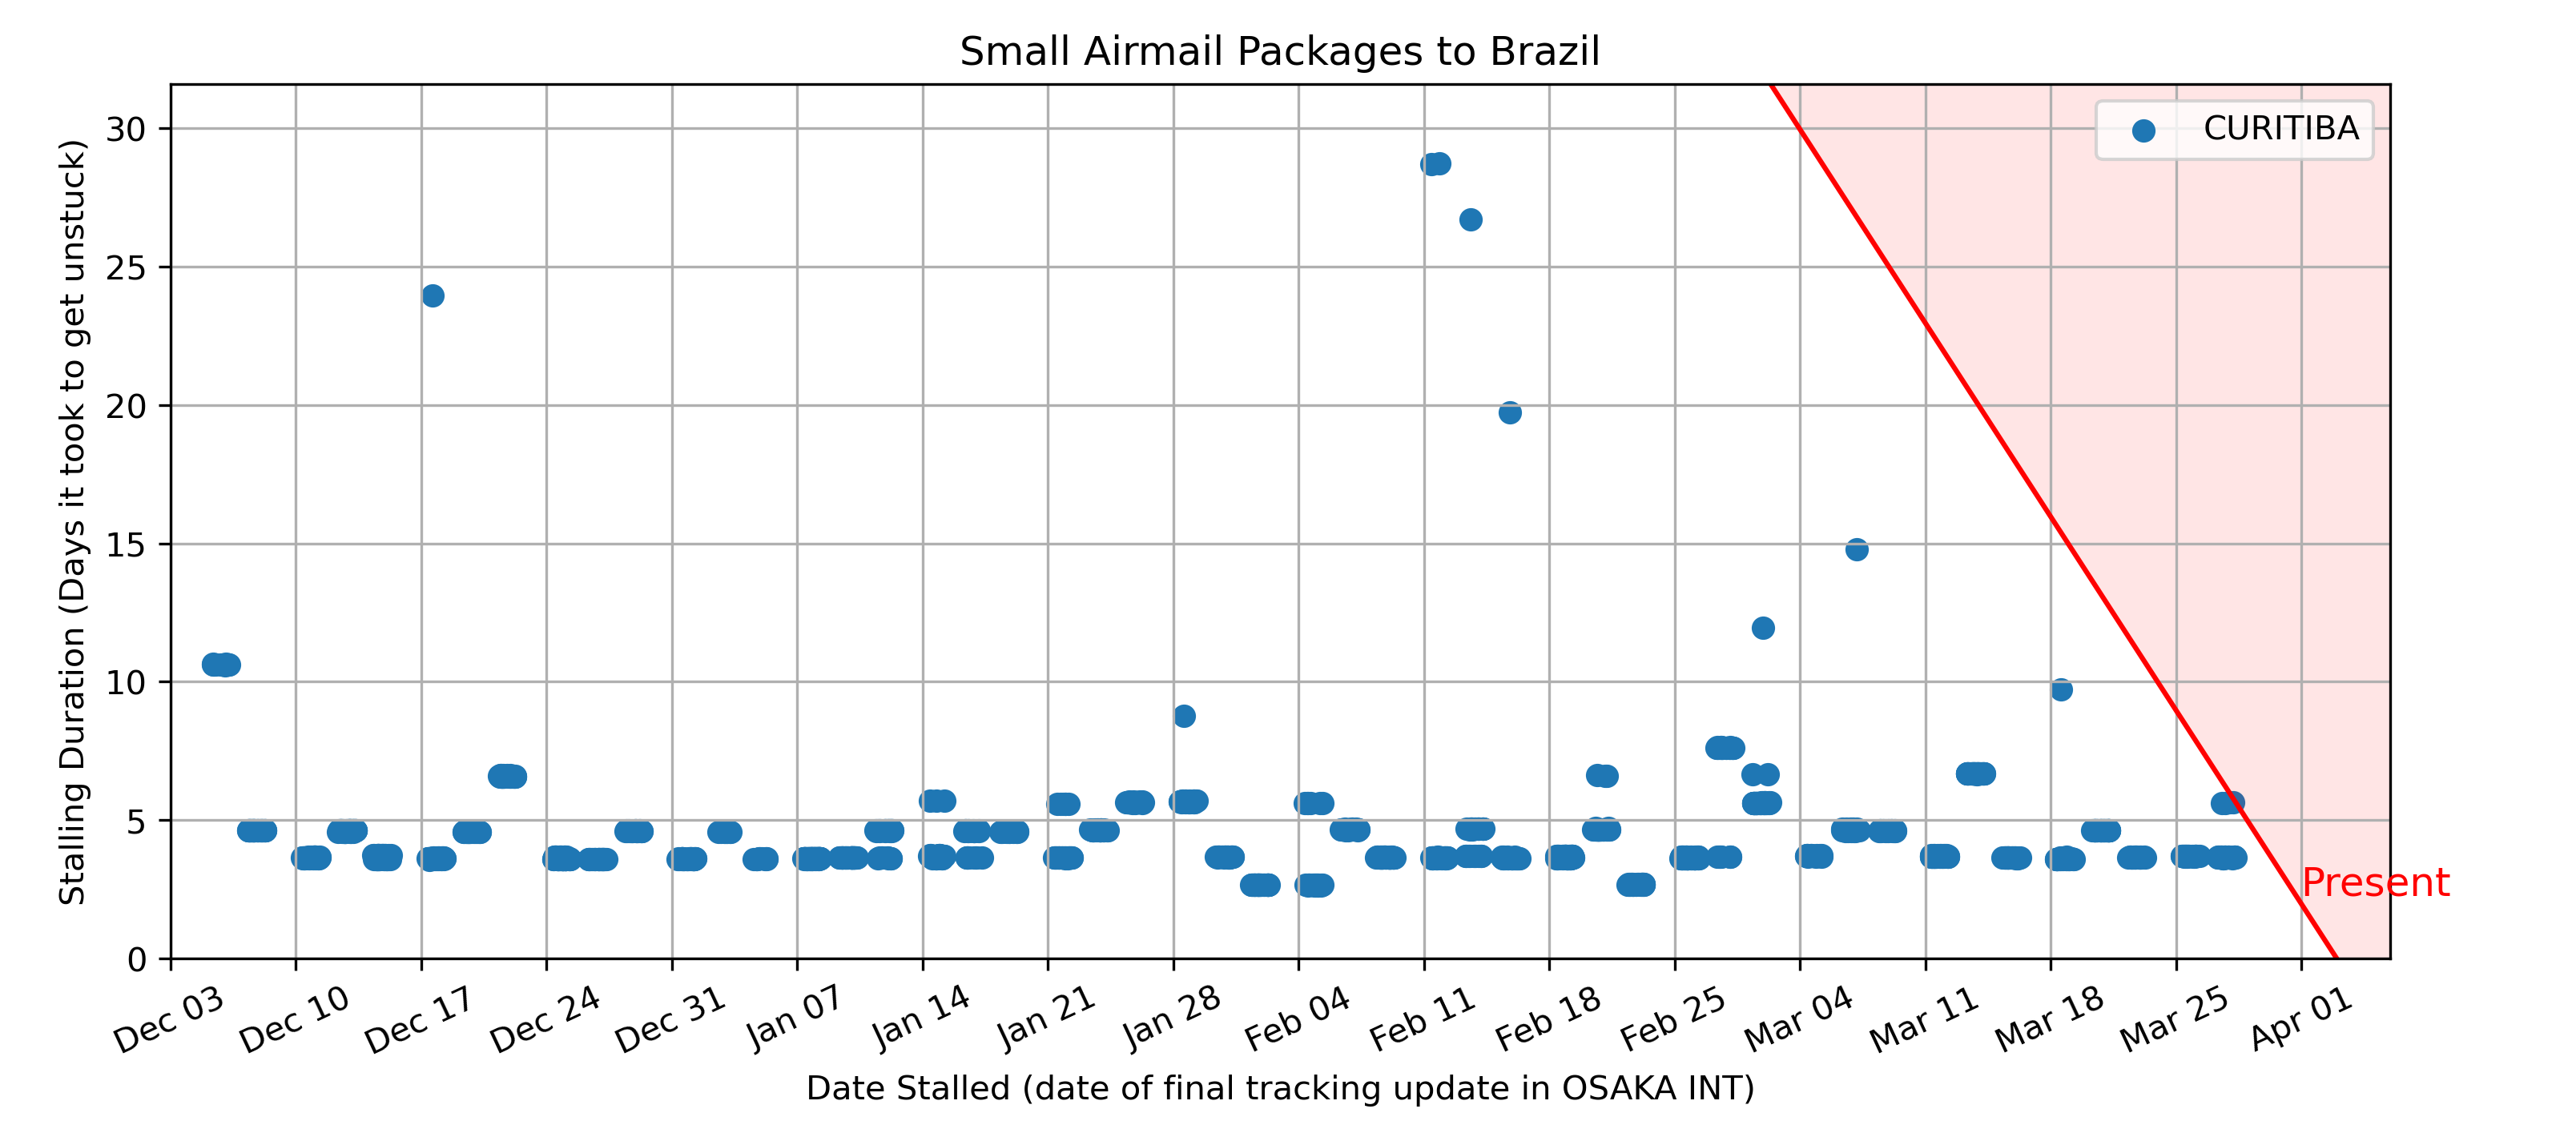 Small Airmail Packages to Brazil
Stalling Duration (Days it took to get unstuck)
30
25
20
15
10
5
0
CURITIBA
Present
Dec 03
Dec 10
Dec 17
Dec 24
Dec 31
Jan 07
Jan 14
Jan 21
Jan 28
Feb 04
Feb 11
Feb 18
Feb 25
Mar 04
Mar 11
Mar 18
Mar 25
Apr 01
Date Stalled (date of final tracking update in OSAKA INT)